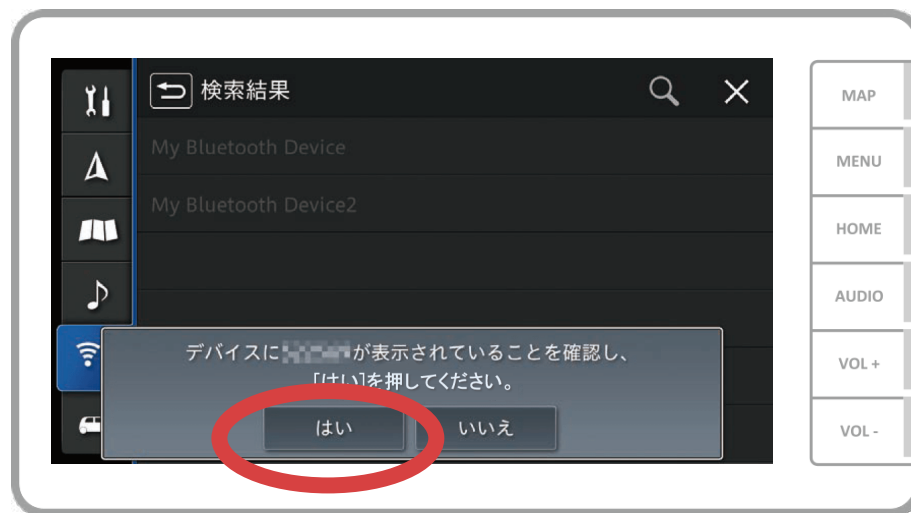 検索結果
My Bluetooth Device
My Bluetooth Device2
デバイスに が表示されていることを確認し、
[はい]を押してください。
はい
いいえ
MAP
MENU
HOME
AUDIO
VOL +
VOL -